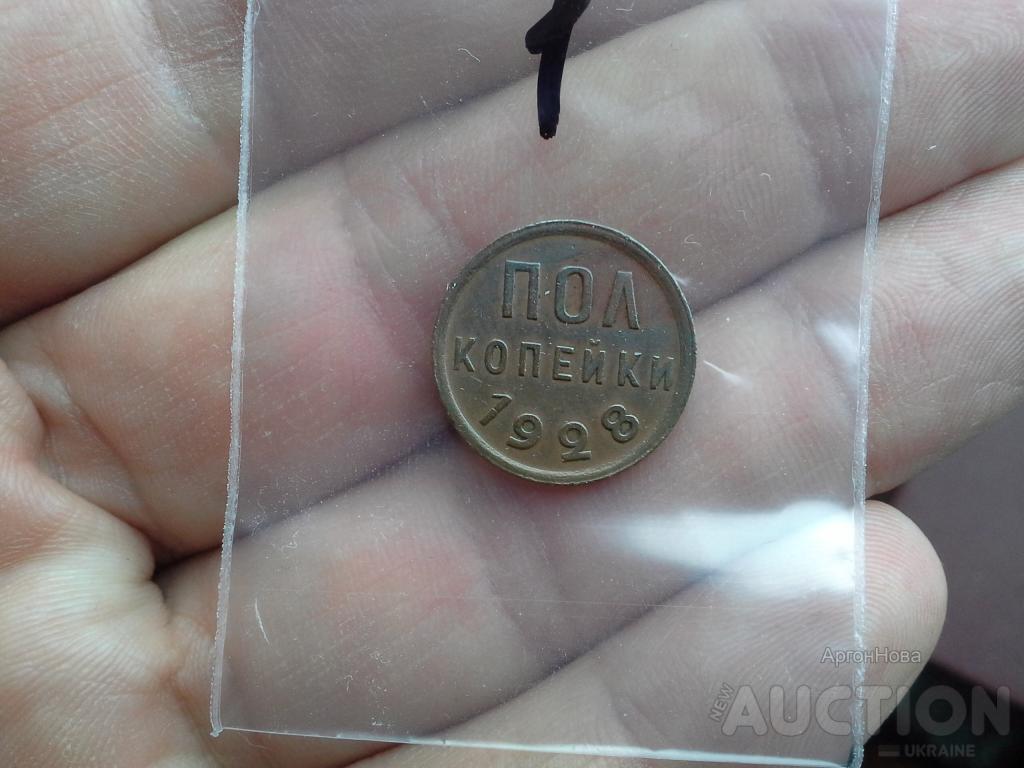 ПОЛ
КОПЕЙКИ
1928
АргонНова
NEW AUCTION
UKRAINE